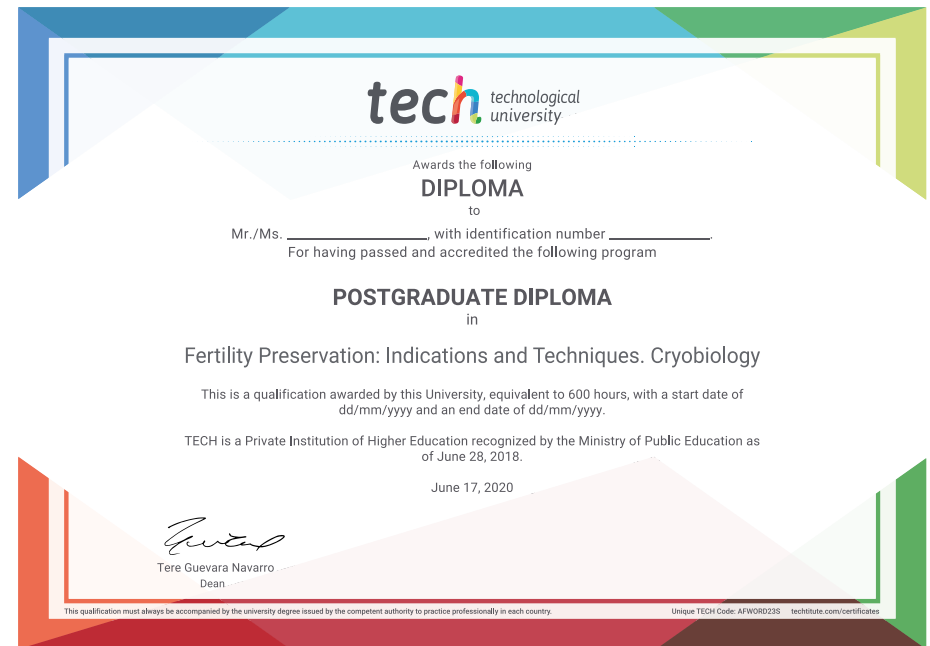 tech technological
university
Awards the following
DIPLOMA
to
Mr./Ms. ____________________, with identification number ______________.
For having passed and accredited the following program
POSTGRADUATE DIPLOMA
in
Fertility Preservation: Indications and Techniques. Cryobiology
This is a qualification awarded by this University, equivalent to 600 hours, with a start date of
dd/mm/yyyy and an end date of dd/mm/yyyy.
TECH is a Private Institution of Higher Education recognized by the Ministry of Public Education as
of June 28, 2018.
June 17, 2020
Tere Guevara Navarro
Dean
This qualification must always be accompanied by the university degree issued by the competent authority to practice professionally in each country.
Unique TECH Code: AFWORD23S techtitute.com/certificates